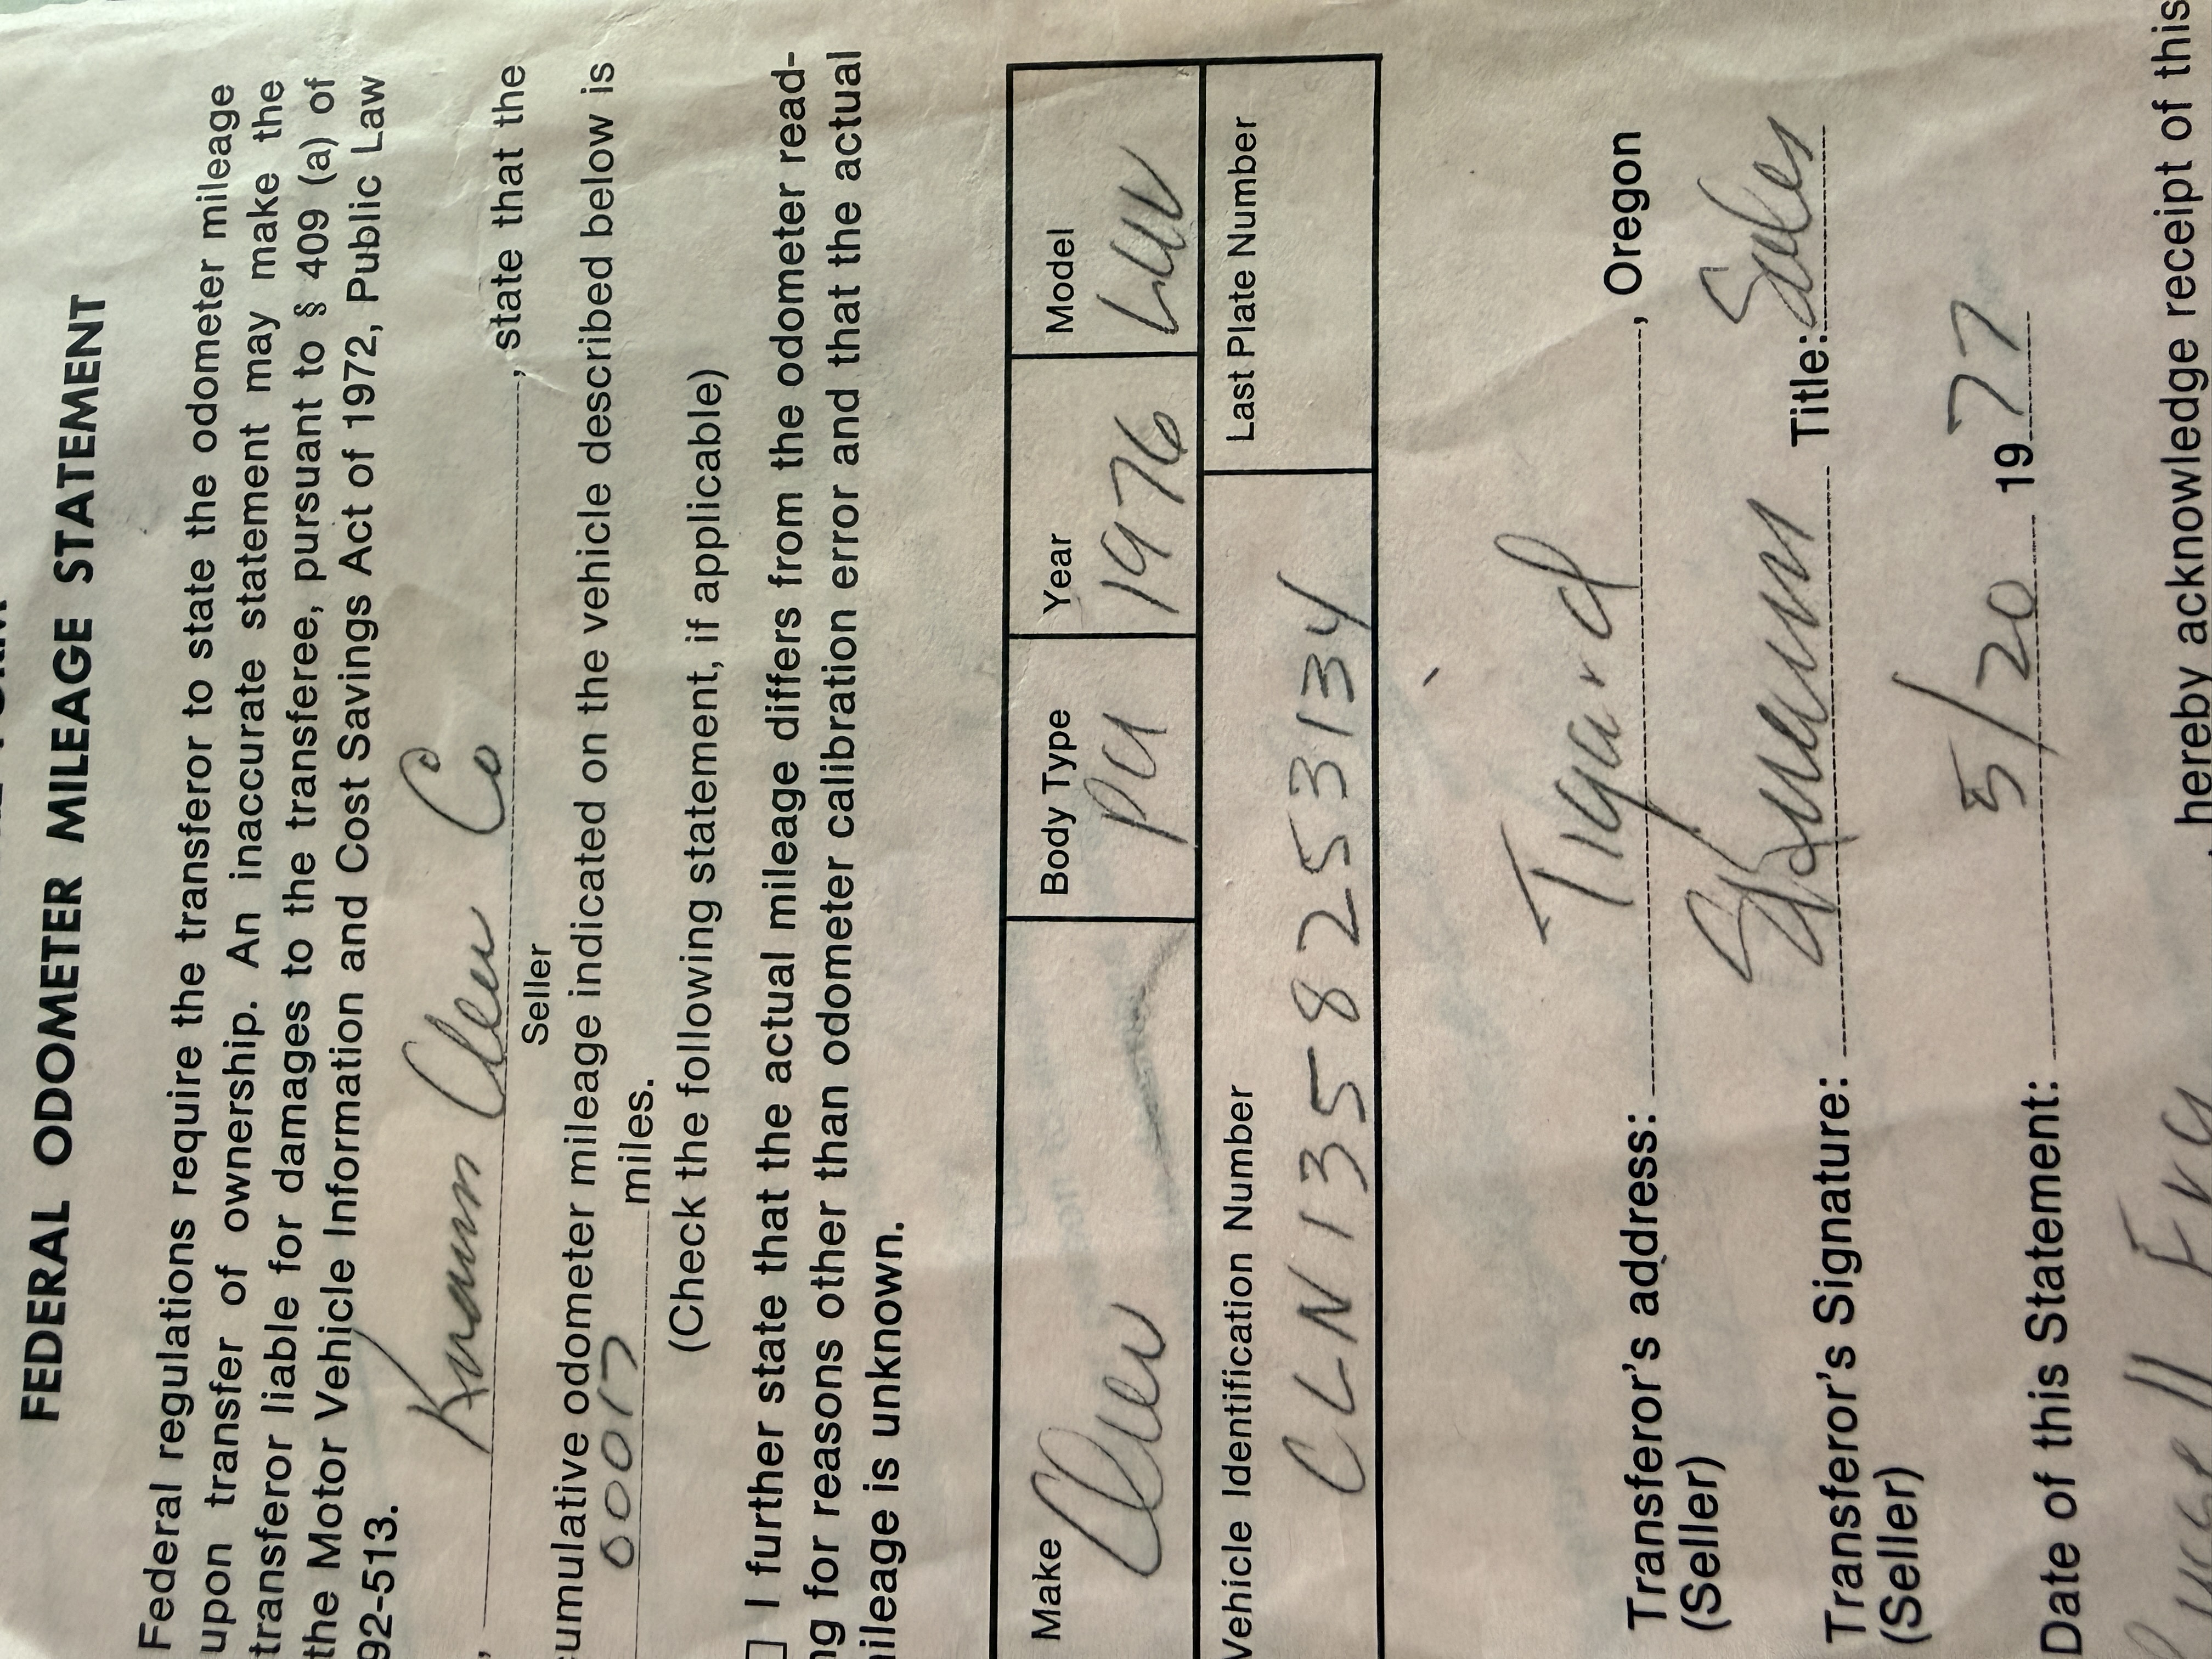 FEDERAL ODOMETER MILEAGE STATEMENT
Federal regulations require the transferor to state the odometer mileage
upon transfer of ownership. An inaccurate statement may make the
transferor liable for damages to the transferee, pursuant to § 409 (a) of
the Motor Vehicle Information and Cost Savings Act of 1972, Public Law
92-513.
, Chev Co, state that the
Seller
umulative odometer mileage indicated on the vehicle described below is
00017 miles.
(Check the following statement, if applicable)
I further state that the actual mileage differs from the odometer read-
ng for reasons other than odometer calibration error and that the actual
ileage is unknown.
Make Body Type Year Model
Chev PU 1976 Luv
Vehicle Identification Number Last Plate Number
CLN1358253134
Transferor's address: Tigard, Oregon
(Seller)
Transferor's Signature: Title: Sales
(Seller)
Date of this Statement: 5/20 1977
, hereby acknowledge receipt of this